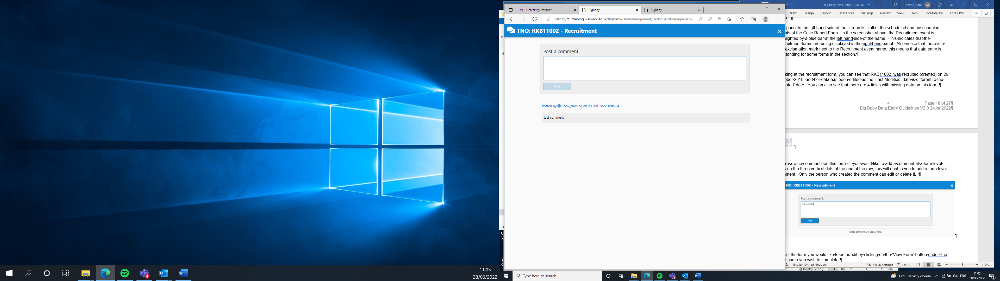 University Intranet
BigBaby
BigBaby
https://ctutraining.warwick.ac.uk/BigBaby/DataManagement/participantManager.aspx
TNO: RKB11002 - Recruitment
Post a comment:
Post
Posted by uhcw_training on 28-Jun-2022 11:05:24
test comment
Big Baby Data Entry Guidelin...
Wood, Sara
WS
Draw
Design
Layout
References
Mailings
Review
View
Help
EndNote X9
Kofax PDF
panel·to·the·left·hand·side·of·the·screen·lists·all·of·the·scheduled·and·unscheduled·
nts·of·the·Case·Report·Form.··In·the·screenshot·above,·the·Recruitment·event·is·
lighted·by·a·blue·bar·at·the·left·hand·side·of·the·name.··This·indicates·that·the·
ruitment·forms·are·being·displayed·in·the·right·hand·panel.··Also·notice·that·there·is·a·
exclamation·mark·next·to·the·Recruitment·event·name,·this·means·that·data·entry·is·
standing·for·some·forms·in·the·section.¶
king·at·the·recruitment·form,·you·can·see·that·RKB11002··was·recruited·(created)·on·29·
ober·2018,·and·her·data·has·been·edited·as·the·'Last·Modified'·date·is·different·to·the·
ated'·date.··You·can·also·see·that·there·are·4·fields·with·missing·data·on·this·form.¶
→ Page·18·of·27¶
Big·Baby·Data·Entry·Guidelines·V2.0·24Jun2022¶
by ¶
re·are·no·comments·on·this·form.··If·you·would·like·to·add·a·comment·at·a·form·level·
k·on·the·three·vertical·dots·at·the·end·of·the·row,·this·will·enable·you·to·add·a·form·level·
ment.··Only·the·person·who·created·the·comment·can·edit·or·delete·it.··¶
TNO: RKB11002 - Recruitment
Post a comment:
test comment
Post
Posted comments will appear here...
¶
ect·the·form·you·would·like·to·enter/edit·by·clicking·on·the·'View·Form'·button·under··the·
n·name·you·wish·to·complete.¶
English (United Kingdom)
Display Settings
Focus
110%
Display Settings
100%
11:05
28/06/2022
4
Type here to search
4
17°C Mostly cloudy
ENG
11:05
28/06/2022